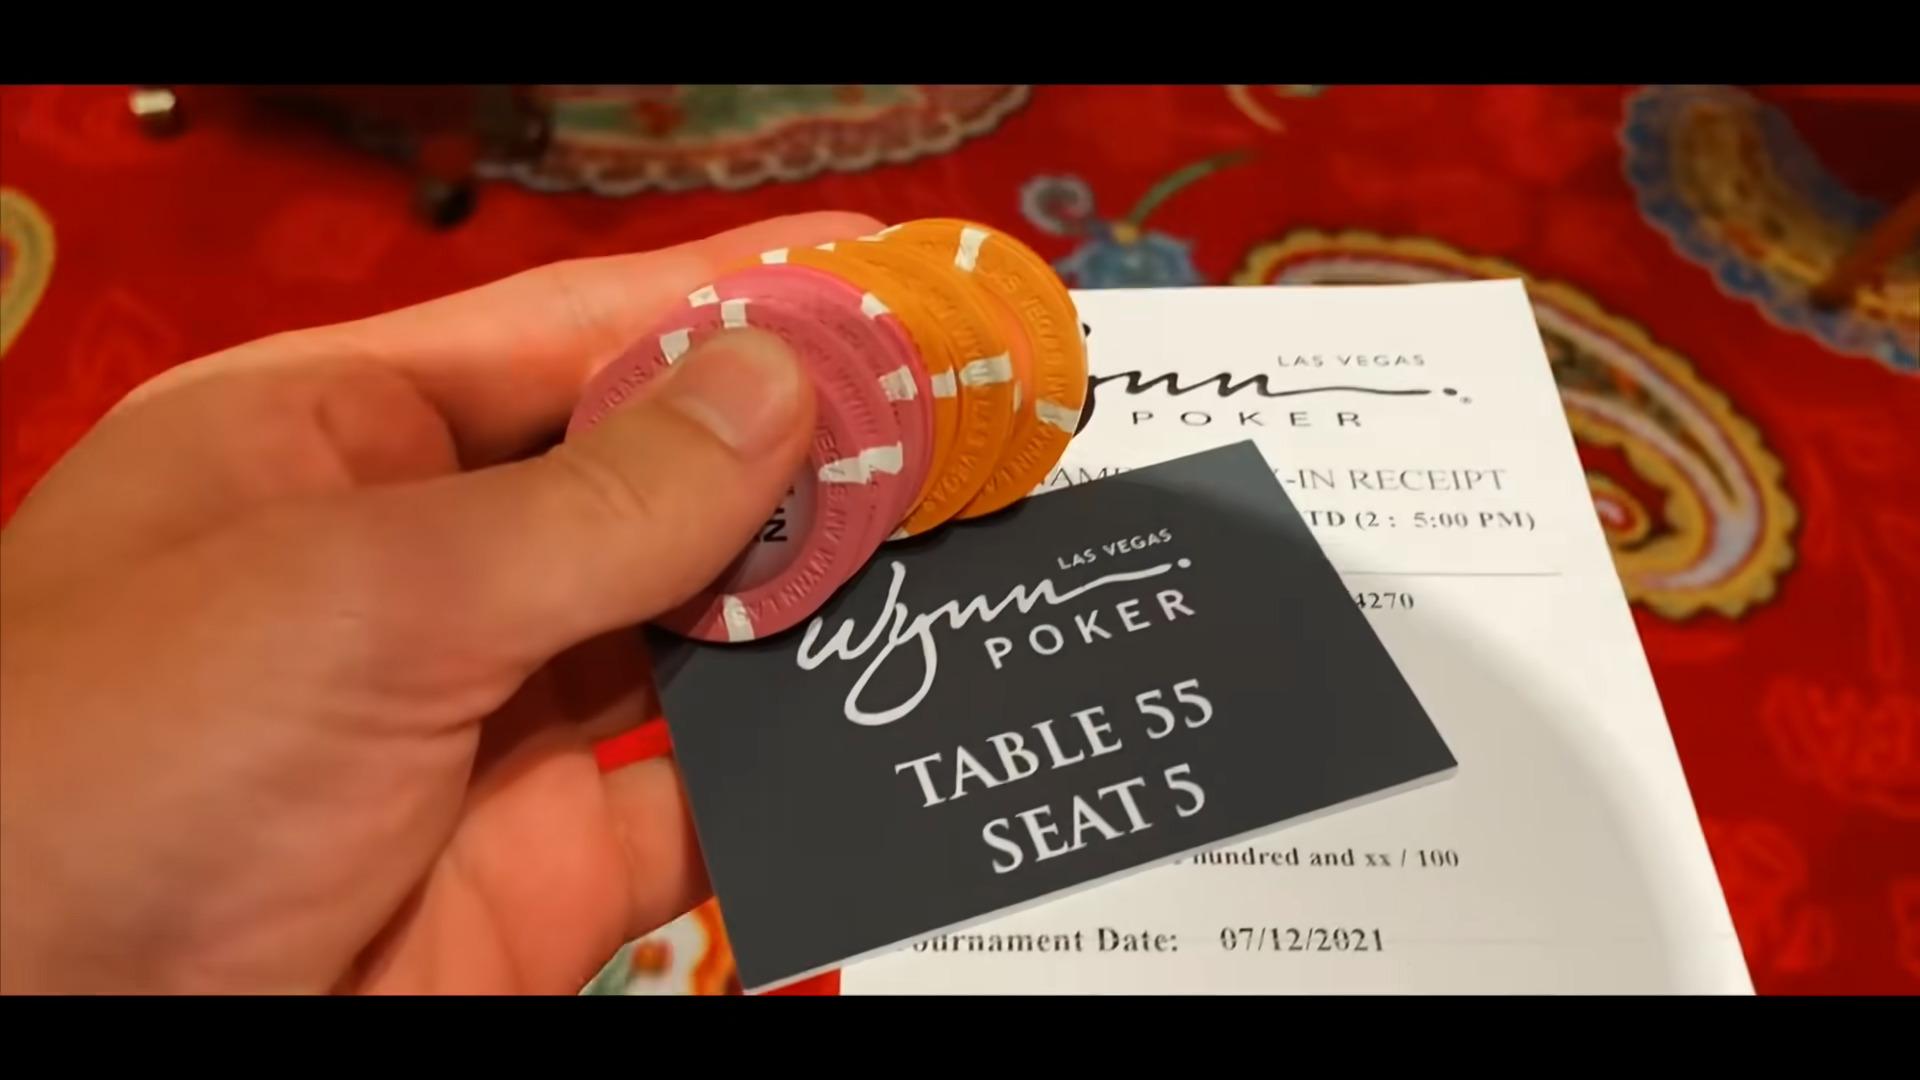 LAS VEGAS
Wynn
POKER
-IN RECEIPT
TD (2 : 5:00 PM)
4270
LAS VEGAS
Wynn
POKER
TABLE 55
SEAT 5
hundred and xx / 100
Tournament Date: 07/12/2021